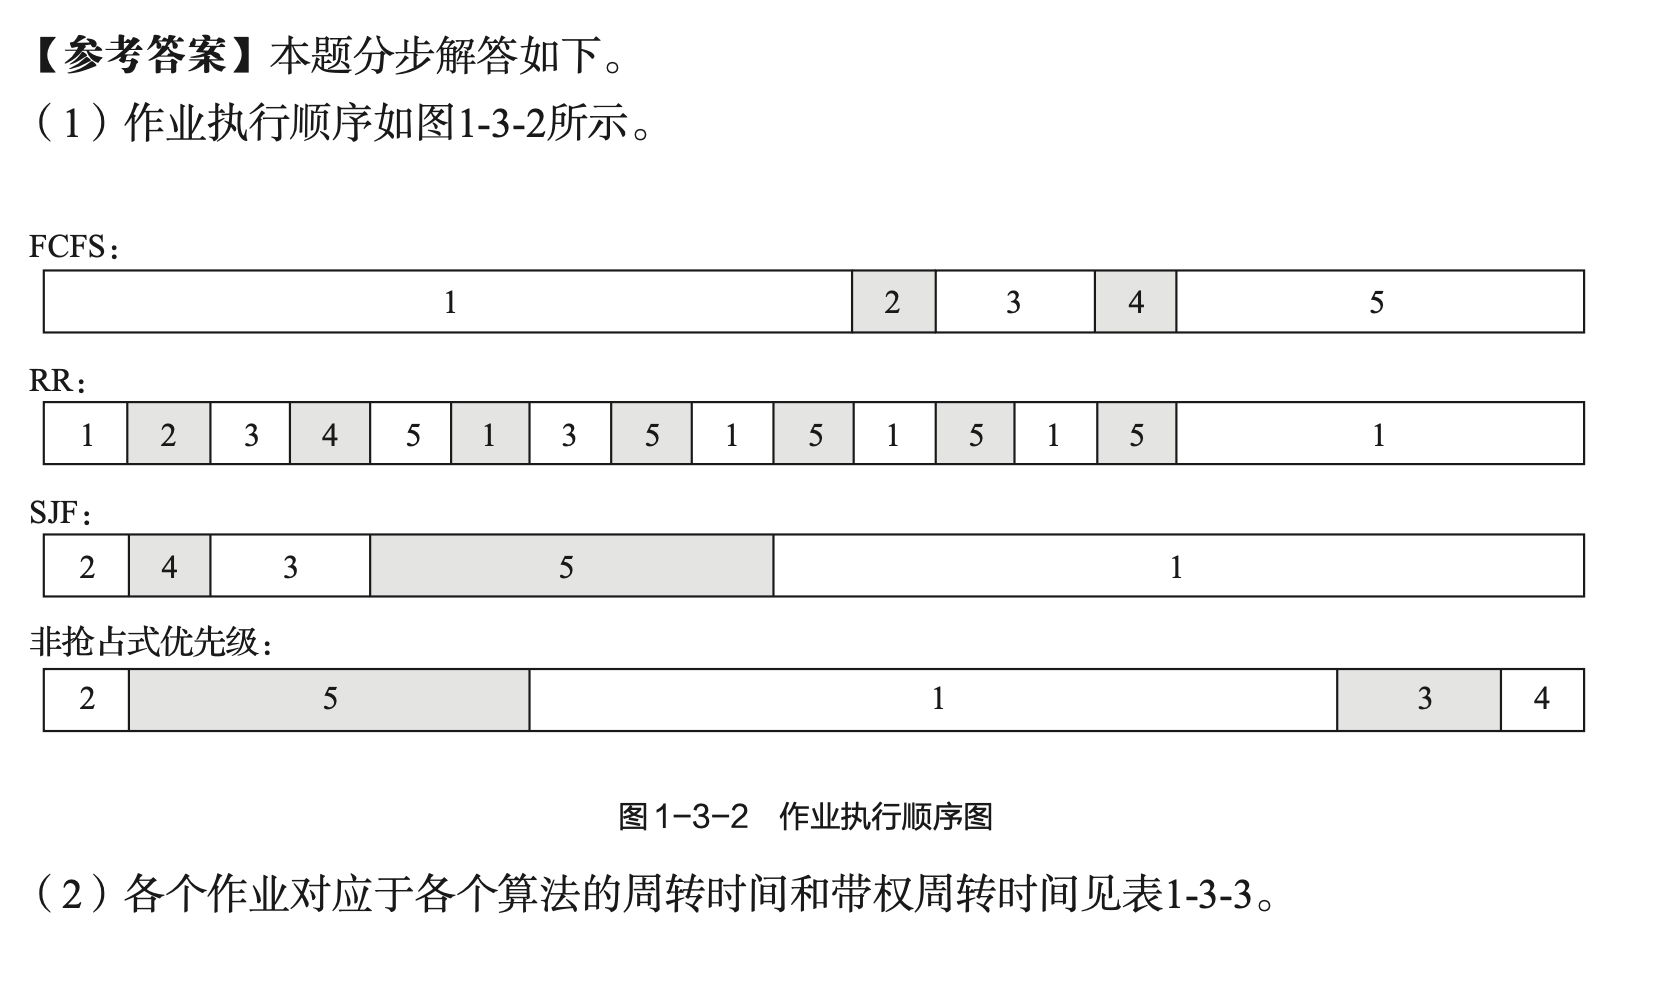 【参考答案】本题分步解答如下。
（1）作业执行顺序如图1-3-2所示。
FCFS：
1 2 3 4 5
RR：
1 2 3 4 5 1 3 5 1 5 1 5 1 5 1
SJF：
2 4 3 5 1
非抢占式优先级：
2 5 1 3 4
图1-3-2 作业执行顺序图
（2）各个作业对应于各个算法的周转时间和带权周转时间见表1-3-3。